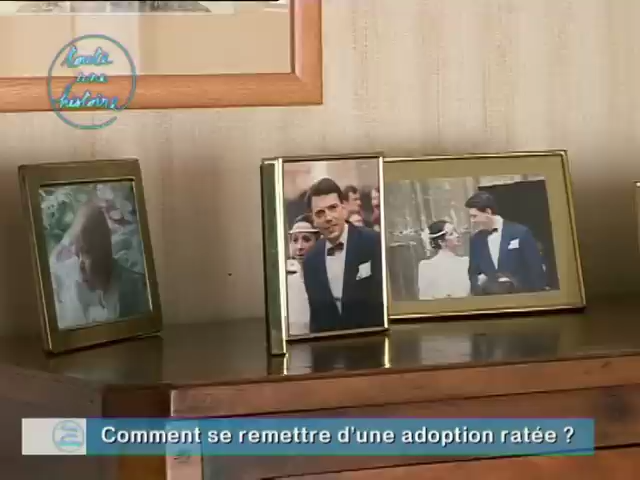 toute
une
histoire
Comment se remettre d'une adoption ratée ?